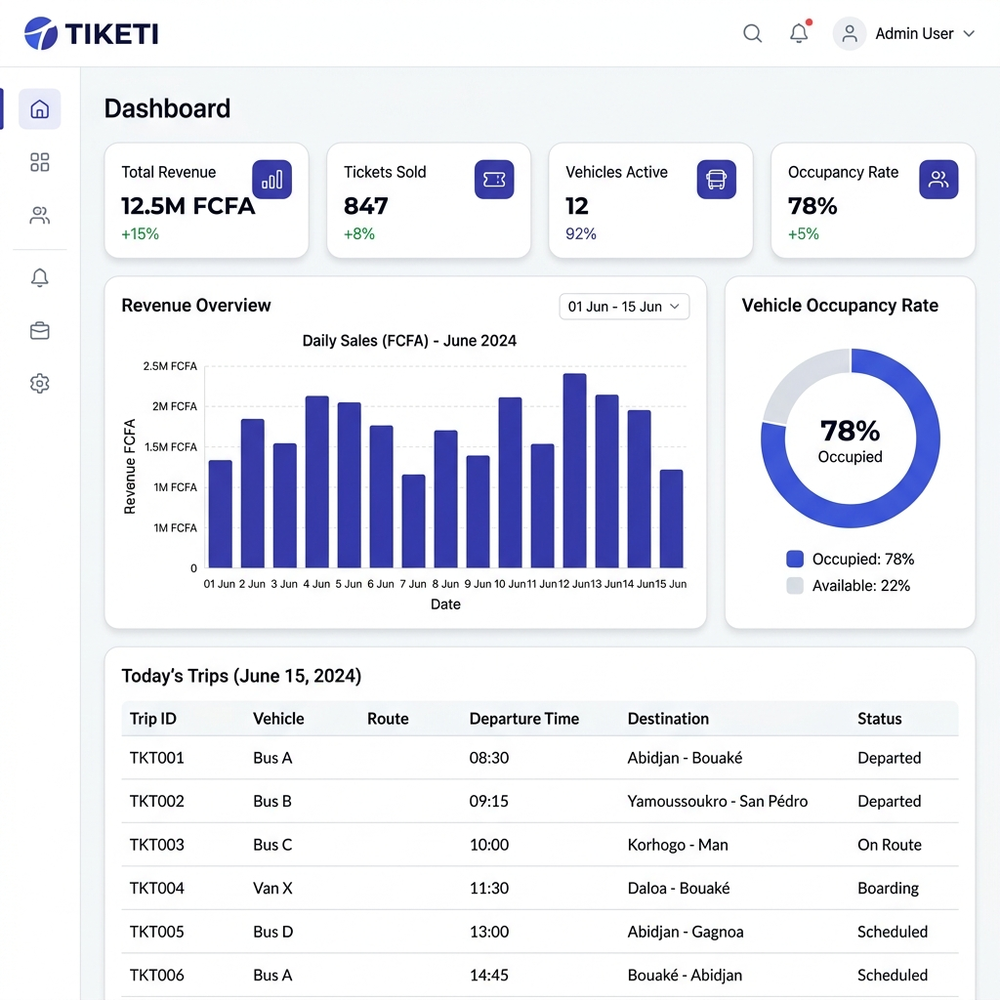 TIKETI
Admin User
Dashboard
Total Revenue
12.5M FCFA
+15%
Tickets Sold
847
+8%
Vehicles Active
12
92%
Occupancy Rate
78%
+5%
Revenue Overview
01 Jun - 15 Jun
Daily Sales (FCFA) - June 2024
Revenue FCFA
2.5M FCFA
2M FCFA
1.5M FCFA
1M FCFA
1M FCFA
0
01 Jun 2 Jun 3 Jun 4 Jun 5 Jun 6 Jun 7 Jun 8 Jun 9 Jun 10 Jun 11 Jun 12 Jun 13 Jun 14 Jun 15 Jun
Date
Vehicle Occupancy Rate
78%
Occupied
Occupied: 78%
Available: 22%
Today's Trips (June 15, 2024)
Trip ID Vehicle Route Departure Time Destination Status
TKT001 Bus A 08:30 Abidjan - Bouaké Departed
TKT002 Bus B 09:15 Yamoussoukro - San Pédro Departed
TKT003 Bus C 10:00 Korhogo - Man On Route
TKT004 Van X 11:30 Daloa - Bouaké Boarding
TKT005 Bus D 13:00 Abidjan - Gagnoa Scheduled
TKT006 Bus A 14:45 Bouaké - Abidjan Scheduled